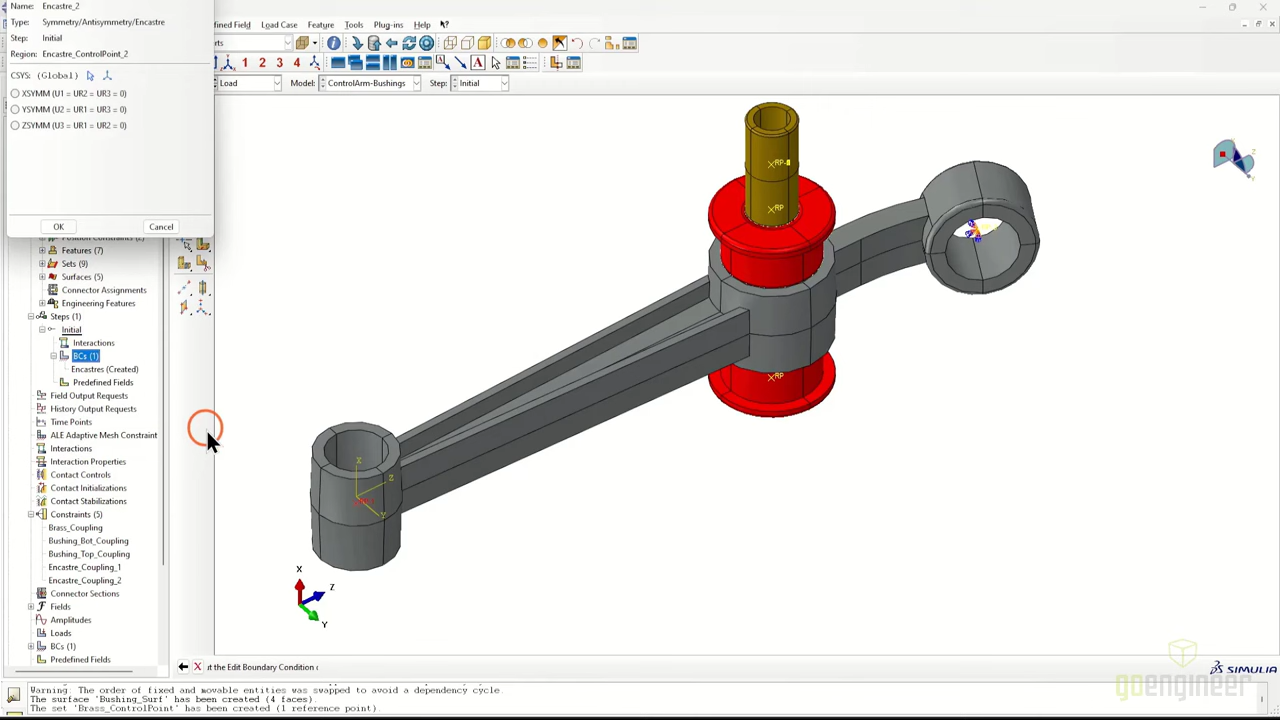 Name: Encastre_2
Type: Symmetry/Antisymmetry/Encastre
Step: Initial
Region: Encastre_ControlPoint_2
CSYS: (Global)
XSYMM (U1 = UR2 = UR3 = 0)
YSYMM (U2 = UR1 = UR3 = 0)
ZSYMM (U3 = UR1 = UR2 = 0)
OK Cancel
Load Case Feature Tools Plug-ins Help
1 2 3 4 A
Load Model: ControlArm-Bushings Step: Initial
Features (7)
Sets (9)
Surfaces (5)
Connector Assignments
Engineering Features
Steps (1)
Initial
Interactions
BCs (1)
Encastres (Created)
Predefined Fields
Field Output Requests
History Output Requests
Time Points
ALE Adaptive Mesh Constraint
Interactions
Interaction Properties
Contact Controls
Contact Initializations
Contact Stabilizations
Constraints (5)
Brass_Coupling
Bushing_Bot_Coupling
Bushing_Top_Coupling
Encastre_Coupling_1
Encastre_Coupling_2
Connector Sections
Fields
Amplitudes
Loads
BCs (1)
Predefined Fields
RP
RP
X
Z
Y
X
Z
Y
SIMULIA
goengineer
Warning: The order of fixed and movable entities was swapped to avoid a dependency cycle.
The surface 'Bushing_Surf' has been created (4 faces).
The set 'Brass_ControlPoint' has been created (1 reference point).